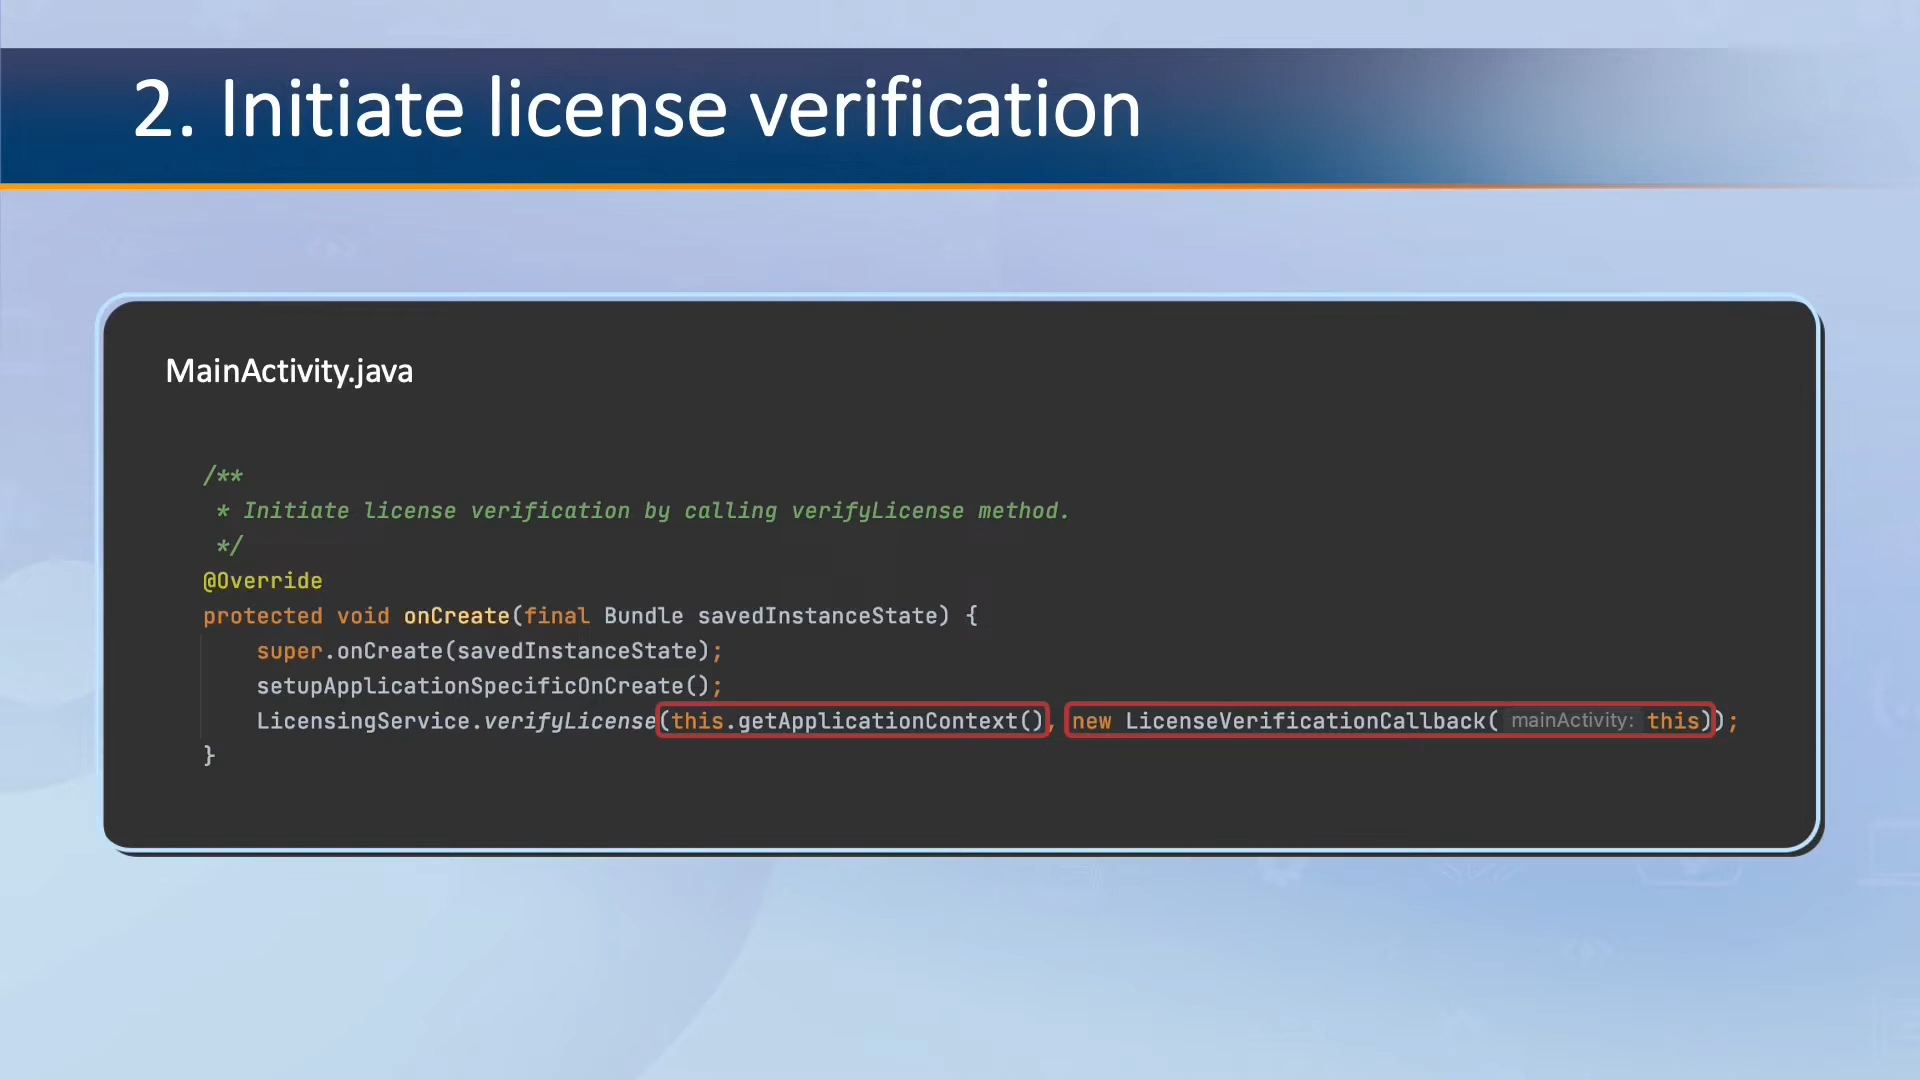 2. Initiate license verification
MainActivity.java
/**
* Initiate license verification by calling verifyLicense method.
*/
@Override
protected void onCreate(final Bundle savedInstanceState) {
super.onCreate(savedInstanceState);
setupApplicationSpecificOnCreate();
LicensingService.verifyLicense(this.getApplicationContext(), new LicenseVerificationCallback( mainActivity: this));
}